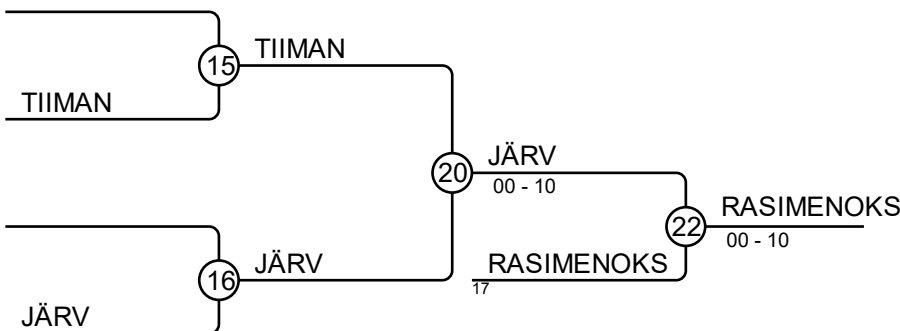 15
TIIMAN
TIIMAN
20
JÄRV
00 - 10
22
RASIMENOKS
00 - 10
16
JÄRV
RASIMENOKS
17
JÄRV